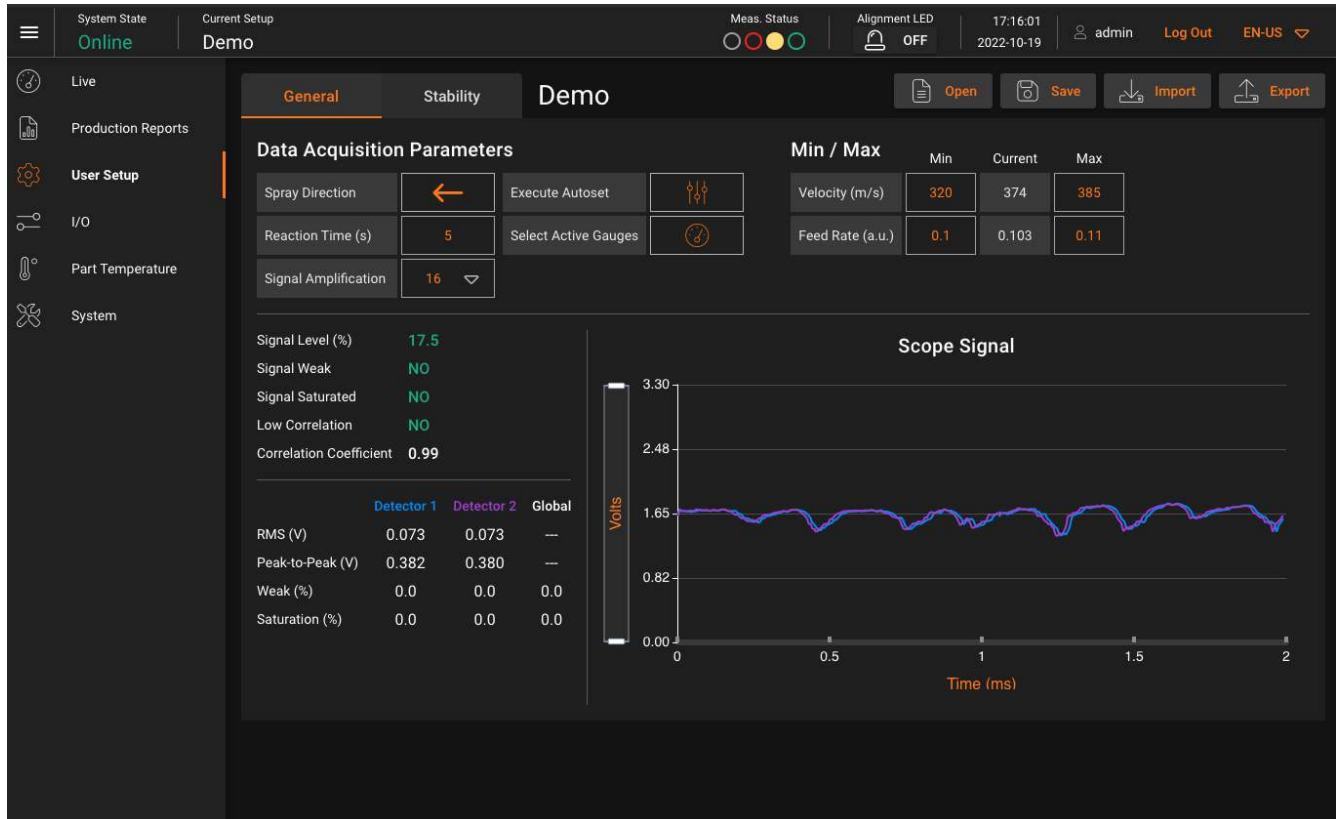 System State
Online
Current Setup
Demo
Meas. Status
Alignment LED
OFF
17:16:01
2022-10-19
admin
Log Out
EN-US
Live
Production Reports
User Setup
I/O
Part Temperature
System
General
Stability
Demo
Open
Save
Import
Export
Data Acquisition Parameters
Spray Direction
Execute Autoset
Reaction Time (s) 5
Select Active Gauges
Signal Amplification 16
Min / Max
Min Current Max
Velocity (m/s) 320 374 385
Feed Rate (a.u.) 0.1 0.103 0.11
Signal Level (%) 17.5
Signal Weak NO
Signal Saturated NO
Low Correlation NO
Correlation Coefficient 0.99
Detector 1 Detector 2 Global
RMS (V) 0.073 0.073 ---
Peak-to-Peak (V) 0.382 0.380 ---
Weak (%) 0.0 0.0 0.0
Saturation (%) 0.0 0.0 0.0
Scope Signal
Volts
3.30
2.48
1.65
0.82
0.00
0 0.5 1 1.5 2
Time (ms)